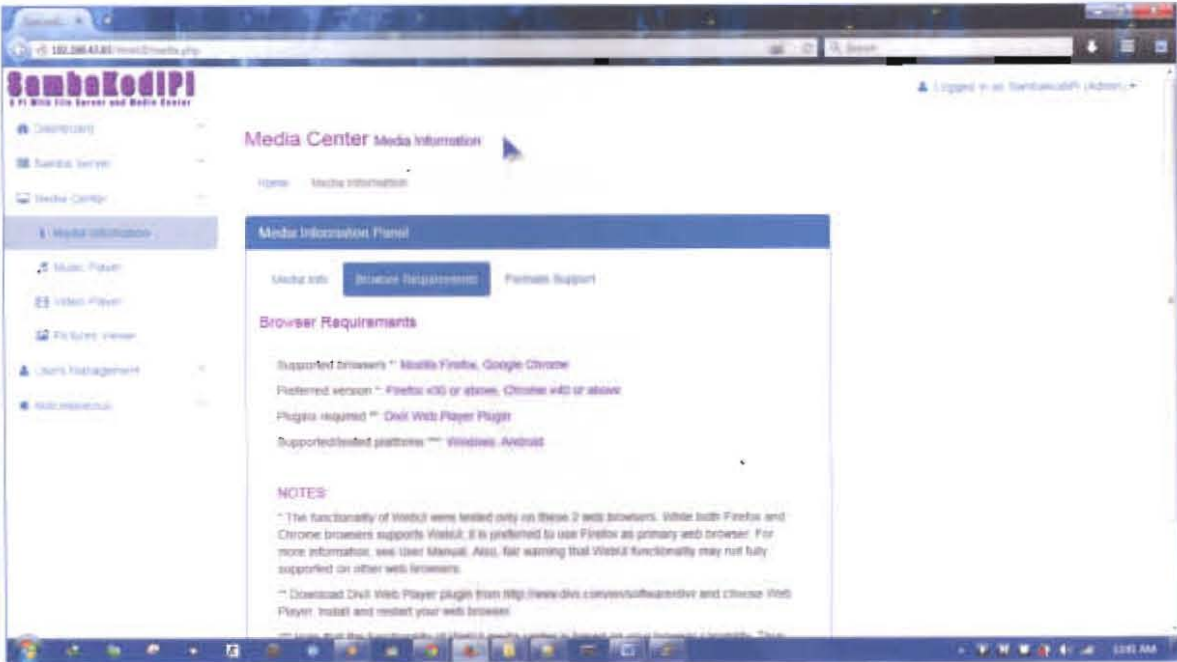 Search
SambaKodiPi
A Pi With File Server and Media Center
Logged in as SambaKodiPi (Admin)
Dashboard
Samba Server
Media Center
Media Information
Music Player
Video Player
Pictures Viewer
Users Management
Miscellaneous
Media Center Media Information
Home Media Information
Media Information Panel
Media Info Browser Requirements Formats Support
Browser Requirements
Supported browsers *: Mozilla Firefox, Google Chrome
Preferred version *: Firefox v30 or above, Chrome v40 or above
Plugins required **: DivX Web Player Plugin
Supported/tested platforms ***: Windows, Android
NOTES:
* The functionality of WebUI were tested only on these 2 web browsers. While both Firefox and
Chrome browsers supports WebUI, it is preferred to use Firefox as primary web browser. For
more information, see User Manual. Also, fair warning that WebUI functionality may not fully
supported on other web browsers.
** Download DivX Web Player plugin from and choose Web
Player. Install and restart your web browser.
AM